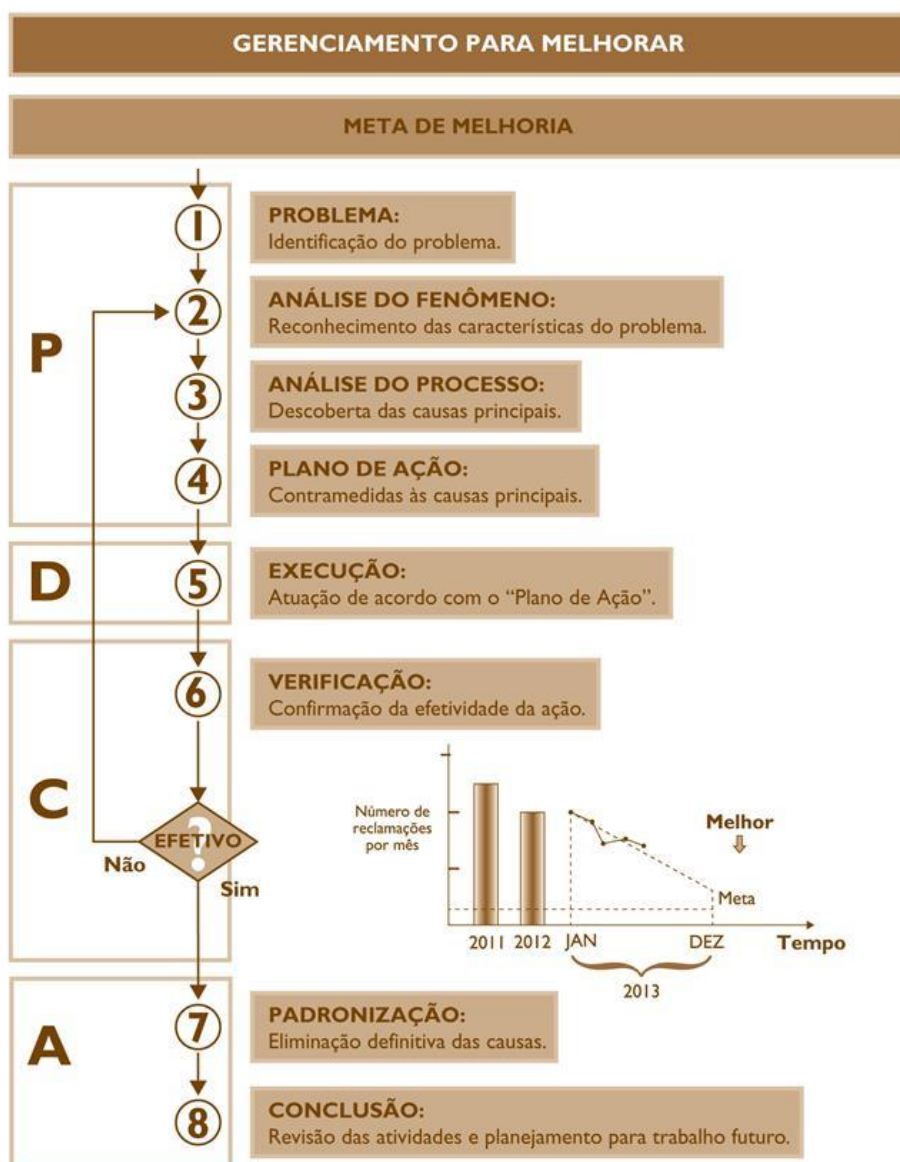 GERENCIAMENTO PARA MELHORAR
META DE MELHORIA
P
1
PROBLEMA:
Identificação do problema.
2
ANÁLISE DO FENÔMENO:
Reconhecimento das características do problema.
3
ANÁLISE DO PROCESSO:
Descoberta das causas principais.
4
PLANO DE AÇÃO:
Contramedidas às causas principais.
D
5
EXECUÇÃO:
Atuação de acordo com o “Plano de Ação”.
C
6
VERIFICAÇÃO:
Confirmação da efetividade da ação.
?
EFETIVO
Não
Sim
Número de
reclamações
por mês
Melhor
Meta
2011
2012
JAN
DEZ
Tempo
2013
A
7
PADRONIZAÇÃO:
Eliminação definitiva das causas.
8
CONCLUSÃO:
Revisão das atividades e planejamento para trabalho futuro.